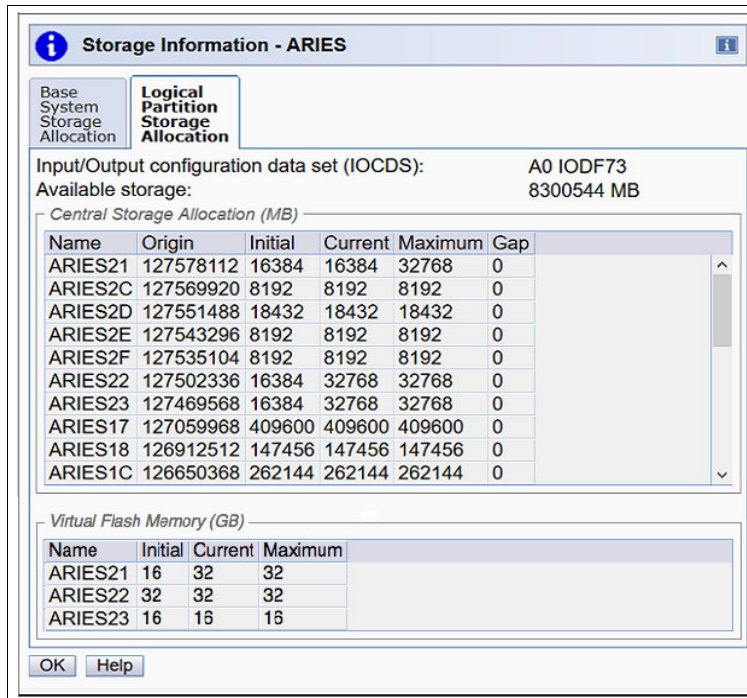 Storage Information - ARIES
Base System Storage Allocation
Logical Partition Storage Allocation
Input/Output configuration data set (IOCDS): A0 IODF73
Available storage: 8300544 MB
Central Storage Allocation (MB)
Name Origin Initial Current Maximum Gap
ARIES21 127578112 16384 16384 32768 0
ARIES2C 127569920 8192 8192 8192 0
ARIES2D 127551488 18432 18432 18432 0
ARIES2E 127543296 8192 8192 8192 0
ARIES2F 127535104 8192 8192 8192 0
ARIES22 127502336 16384 32768 32768 0
ARIES23 127469568 16384 32768 32768 0
ARIES17 127059968 409600 409600 409600 0
ARIES18 126912512 147456 147456 147456 0
ARIES1C 126650368 262144 262144 262144 0
Virtual Flash Memory (GB)
Name Initial Current Maximum
ARIES21 16 32 32
ARIES22 32 32 32
ARIES23 16 16 16
OK Help